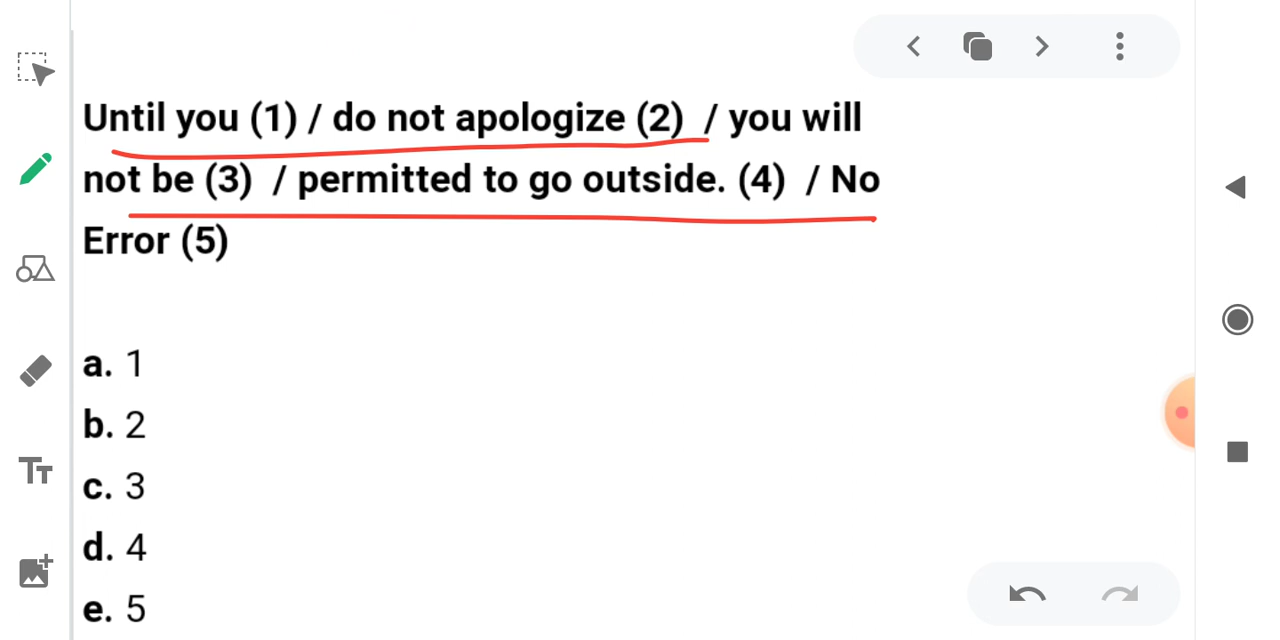 Until you (1) / do not apologize (2) / you will
not be (3) / permitted to go outside. (4) / No
Error (5)
a. 1
b. 2
c. 3
d. 4
e. 5
TT